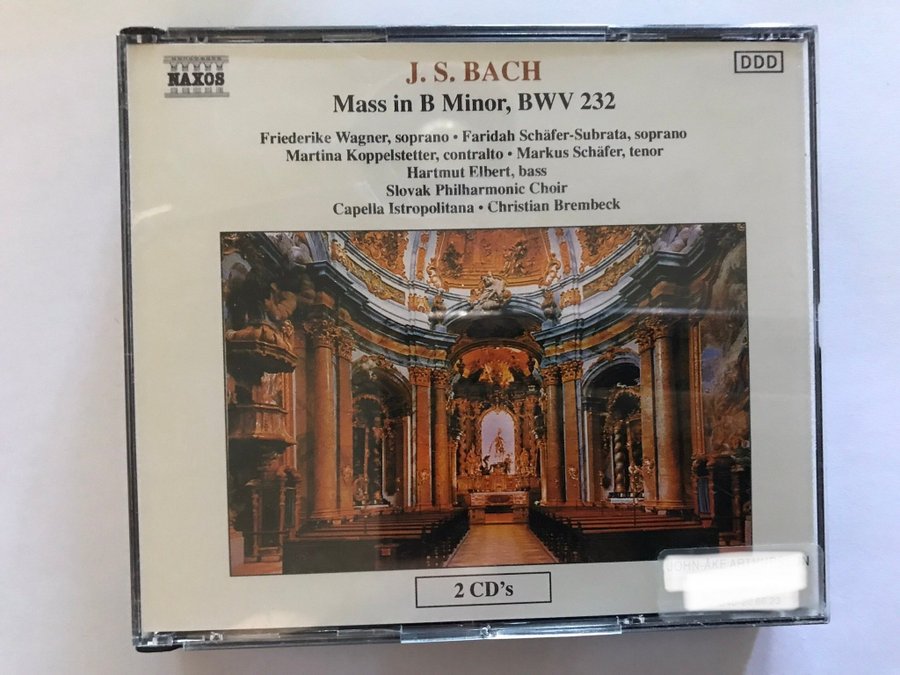 NAXOS
DDD
J. S. BACH
Mass in B Minor, BWV 232
Friederike Wagner, soprano • Faridah Schäfer-Subrata, soprano
Martina Koppelstetter, contralto • Markus Schäfer, tenor
Hartmut Elbert, bass
Slovak Philharmonic Choir
Capella Istropolitana • Christian Brembeck
2 CD's